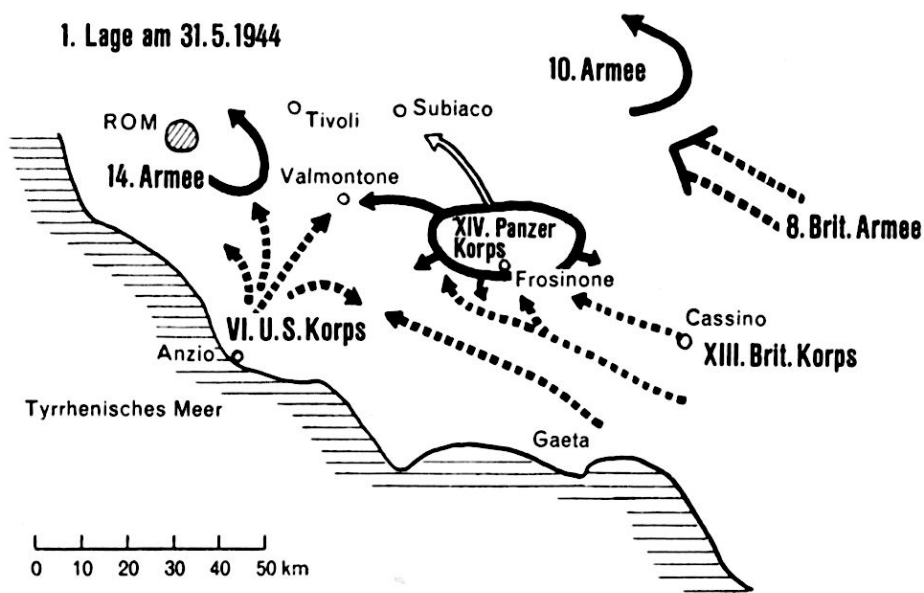 1. Lage am 31.5.1944
10. Armee
ROM
Tivoli
Subiaco
14. Armee
Valmontone
8. Brit. Armee
XIV. Panzer
Korps
Frosinone
VI. U.S. Korps
Cassino
XIII. Brit. Korps
Anzio
Tyrrhenisches Meer
Gaeta
0 10 20 30 40 50 km